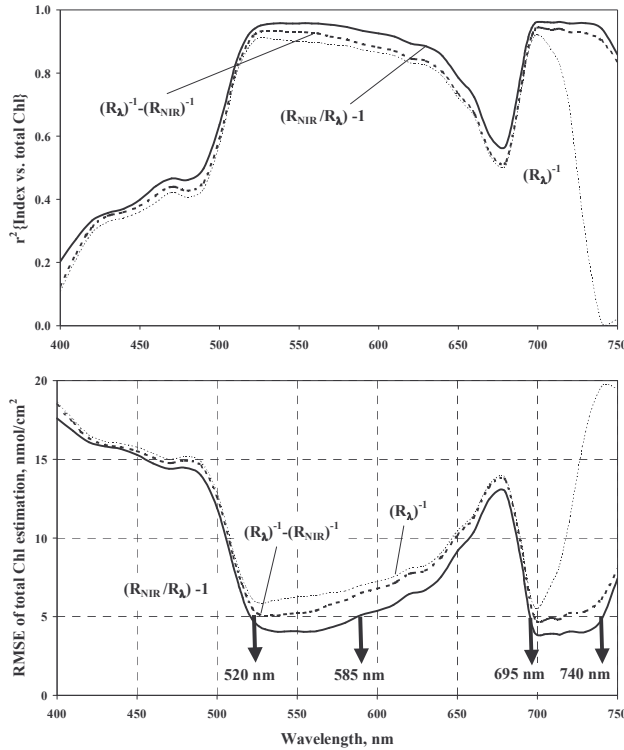 1.0
0.8
0.6
0.4
0.2
0.0
r²{Index vs. total Chl}
(Rλ)⁻¹-(RNIR)⁻¹
(RNIR/Rλ) -1
(Rλ)⁻¹
400 450 500 550 600 650 700 750
20
15
10
5
0
RMSE of total Chl estimation, nmol/cm²
(Rλ)⁻¹-(RNIR)⁻¹
(Rλ)⁻¹
(RNIR/Rλ) -1
520 nm 585 nm 695 nm 740 nm
400 450 500 550 600 650 700 750
Wavelength, nm